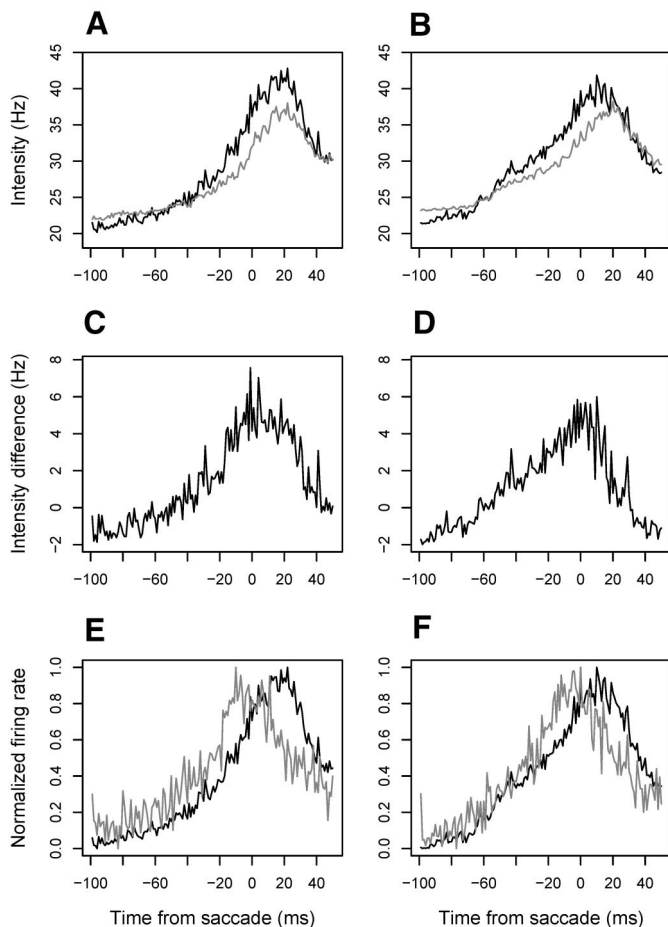 A
B
Intensity (Hz)
45
40
35
30
25
20
−100 −60 −20 0 20 40
45
40
35
30
25
20
−100 −60 −20 0 20 40
C
D
Intensity difference (Hz)
8
6
4
2
0
−2
−100 −60 −20 0 20 40
8
6
4
2
0
−2
−100 −60 −20 0 20 40
E
F
Normalized firing rate
1.0
0.8
0.6
0.4
0.2
0.0
−100 −60 −20 0 20 40
Time from saccade (ms)
1.0
0.8
0.6
0.4
0.2
0.0
−100 −60 −20 0 20 40
Time from saccade (ms)